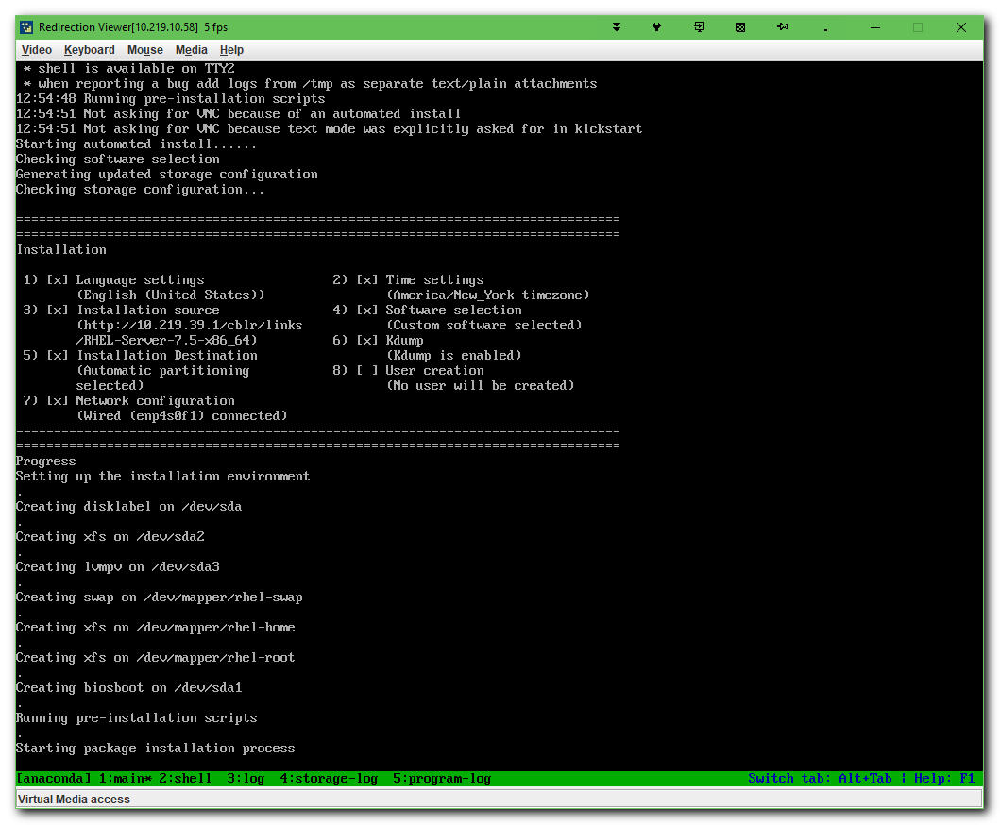 Redirection Viewer[10.219.10.58] 5 fps
Video Keyboard Mouse Media Help
* shell is available on TTY2
* when reporting a bug add logs from /tmp as separate text/plain attachments
12:54:48 Running pre-installation scripts
12:54:51 Not asking for VNC because of an automated install
12:54:51 Not asking for VNC because text mode was explicitly asked for in kickstart
Starting automated install......
Checking software selection
Generating updated storage configuration
Checking storage configuration...
================================================================================
================================================================================
Installation
1) [x] Language settings 2) [x] Time settings
(English (United States)) (America/New_York timezone)
3) [x] Installation source 4) [x] Software selection
(http://10.219.39.1/cblr/links (Custom software selected)
/RHEL-Server-7.5-x86_64) 6) [x] Kdump
5) [x] Installation Destination (Kdump is enabled)
(Automatic partitioning 8) [ ] User creation
selected) (No user will be created)
7) [x] Network configuration
(Wired (enp4s0f1) connected)
================================================================================
================================================================================
Progress
Setting up the installation environment
.
Creating disklabel on /dev/sda
.
Creating xfs on /dev/sda2
.
Creating lvmpv on /dev/sda3
.
Creating swap on /dev/mapper/rhel-swap
.
Creating xfs on /dev/mapper/rhel-home
.
Creating xfs on /dev/mapper/rhel-root
.
Creating biosboot on /dev/sda1
.
Running pre-installation scripts
.
Starting package installation process
[anaconda] 1:main* 2:shell 3:log 4:storage-log 5:program-log Switch tab: Alt+Tab | Help: F1
Virtual Media access